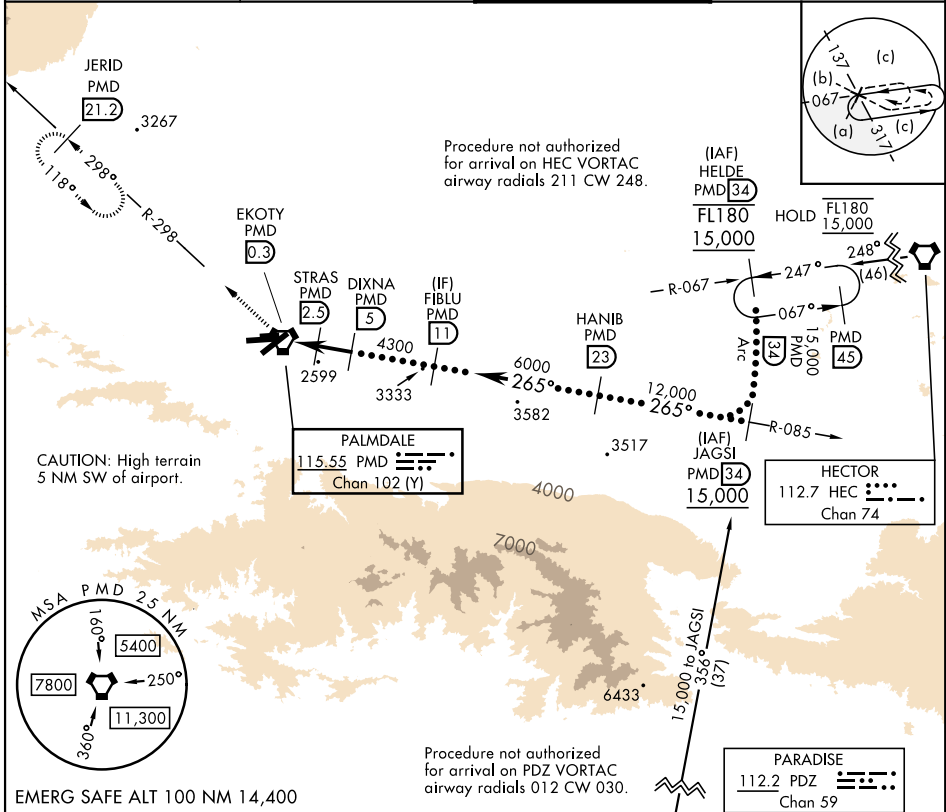 JERID
PMD
21.2
3267
298°
118°
R-298
EKOTY
PMD
0.3
STRAS
PMD
2.5
DIXNA
PMD
5
(IF)
FIBLU
PMD
11
4300
2599
3333
6000
265°
3582
HANIB
PMD
23
12,000
265°
3517
Procedure not authorized
for arrival on HEC VORTAC
airway radials 211 CW 248.
(IAF)
HELDE
PMD 34
FL180
15,000
HOLD FL180
15,000
248°
(46)
247°
R-067
067°
PMD
45
15,000
PMD
34
Arc
R-085
(IAF)
JAGSI
PMD 34
15,000
137
(c)
(b)
067
(a)
(c)
317
PALMDALE
115.55 PMD
Chan 102 (Y)
HECTOR
112.7 HEC
Chan 74
CAUTION: High terrain
5 NM SW of airport.
4000
7000
6433
15,000 to JAGSI
356°
(37)
MSA PMD 25 NM
160°
5400
7800
250°
11,300
360°
EMERG SAFE ALT 100 NM 14,400
Procedure not authorized
for arrival on PDZ VORTAC
airway radials 012 CW 030.
PARADISE
112.2 PDZ
Chan 59